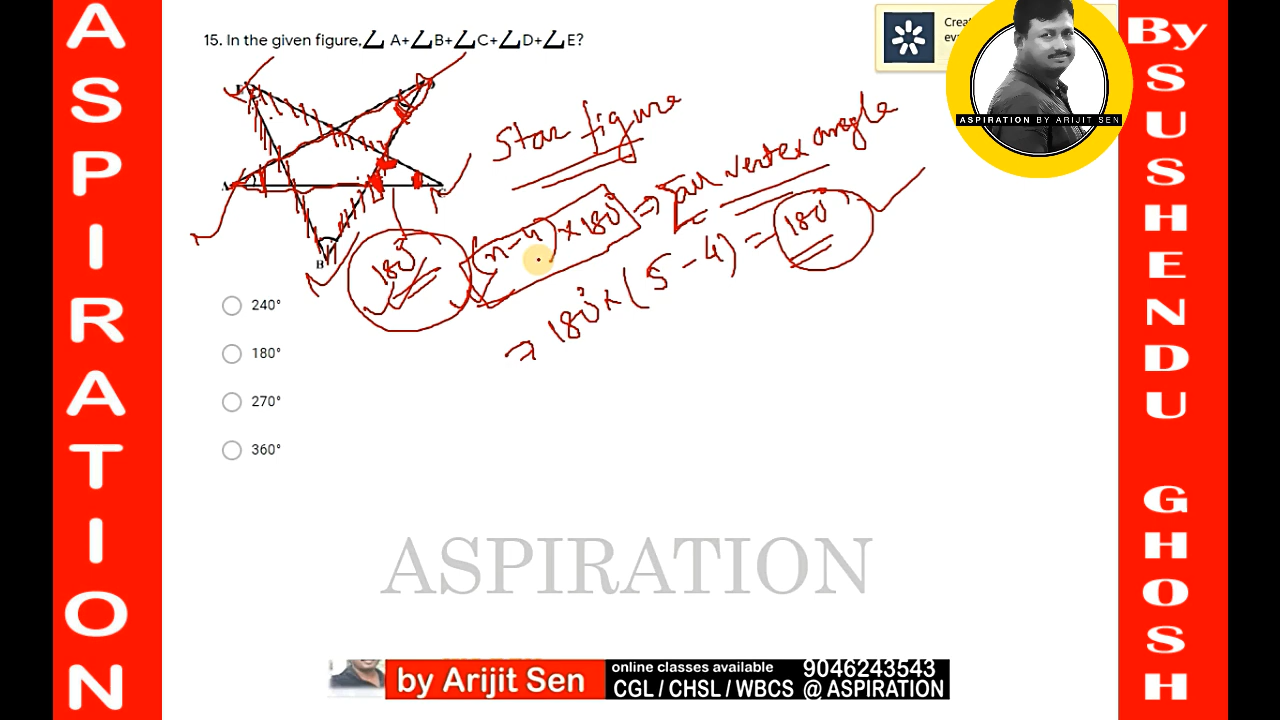 ASPIRATION
15. In the given figure,∠ A+∠B+∠C+∠D+∠E?
Star figure
∑all vertex angle
(n-4) × 180° ⇒
= 180°
⇒ 180° × (5 - 4)
180°
B
240°
180°
270°
360°
ASPIRATION
by Arijit Sen
online classes available
9046243543
CGL / CHSL / WBCS @ ASPIRATION
ASPIRATION BY ARIJIT SEN
By SUSHENDU GHOSH